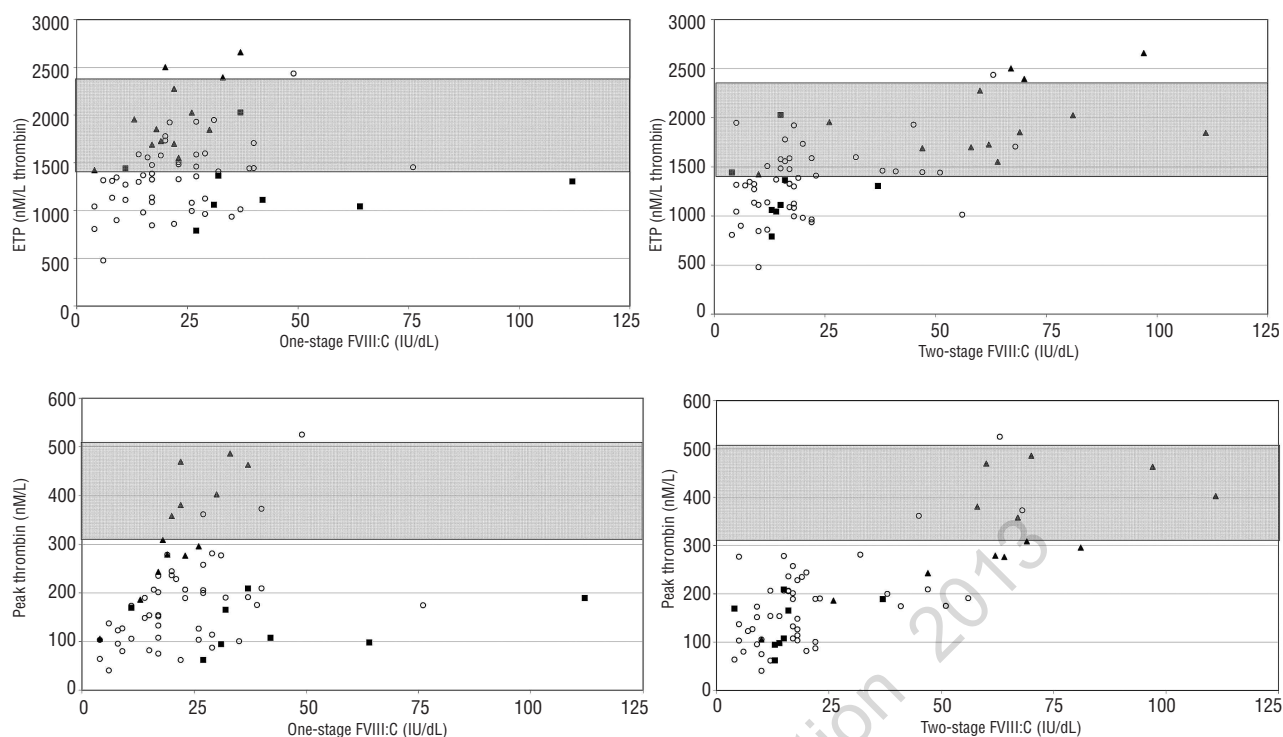 3000
2500
2000
1500
1000
500
0
ETP (nM/L thrombin)
0 25 50 75 100 125
One-stage FVIII:C (IU/dL)
3000
2500
2000
1500
1000
500
0
ETP (nM/L thrombin)
0 25 50 75 100 125
Two-stage FVIII:C (IU/dL)
600
500
400
300
200
100
0
Peak thrombin (nM/L)
0 25 50 75 100 125
One-stage FVIII:C (IU/dL)
600
500
400
300
200
100
0
Peak thrombin (nM/L)
0 25 50 75 100 125
Two-stage FVIII:C (IU/dL)
2013